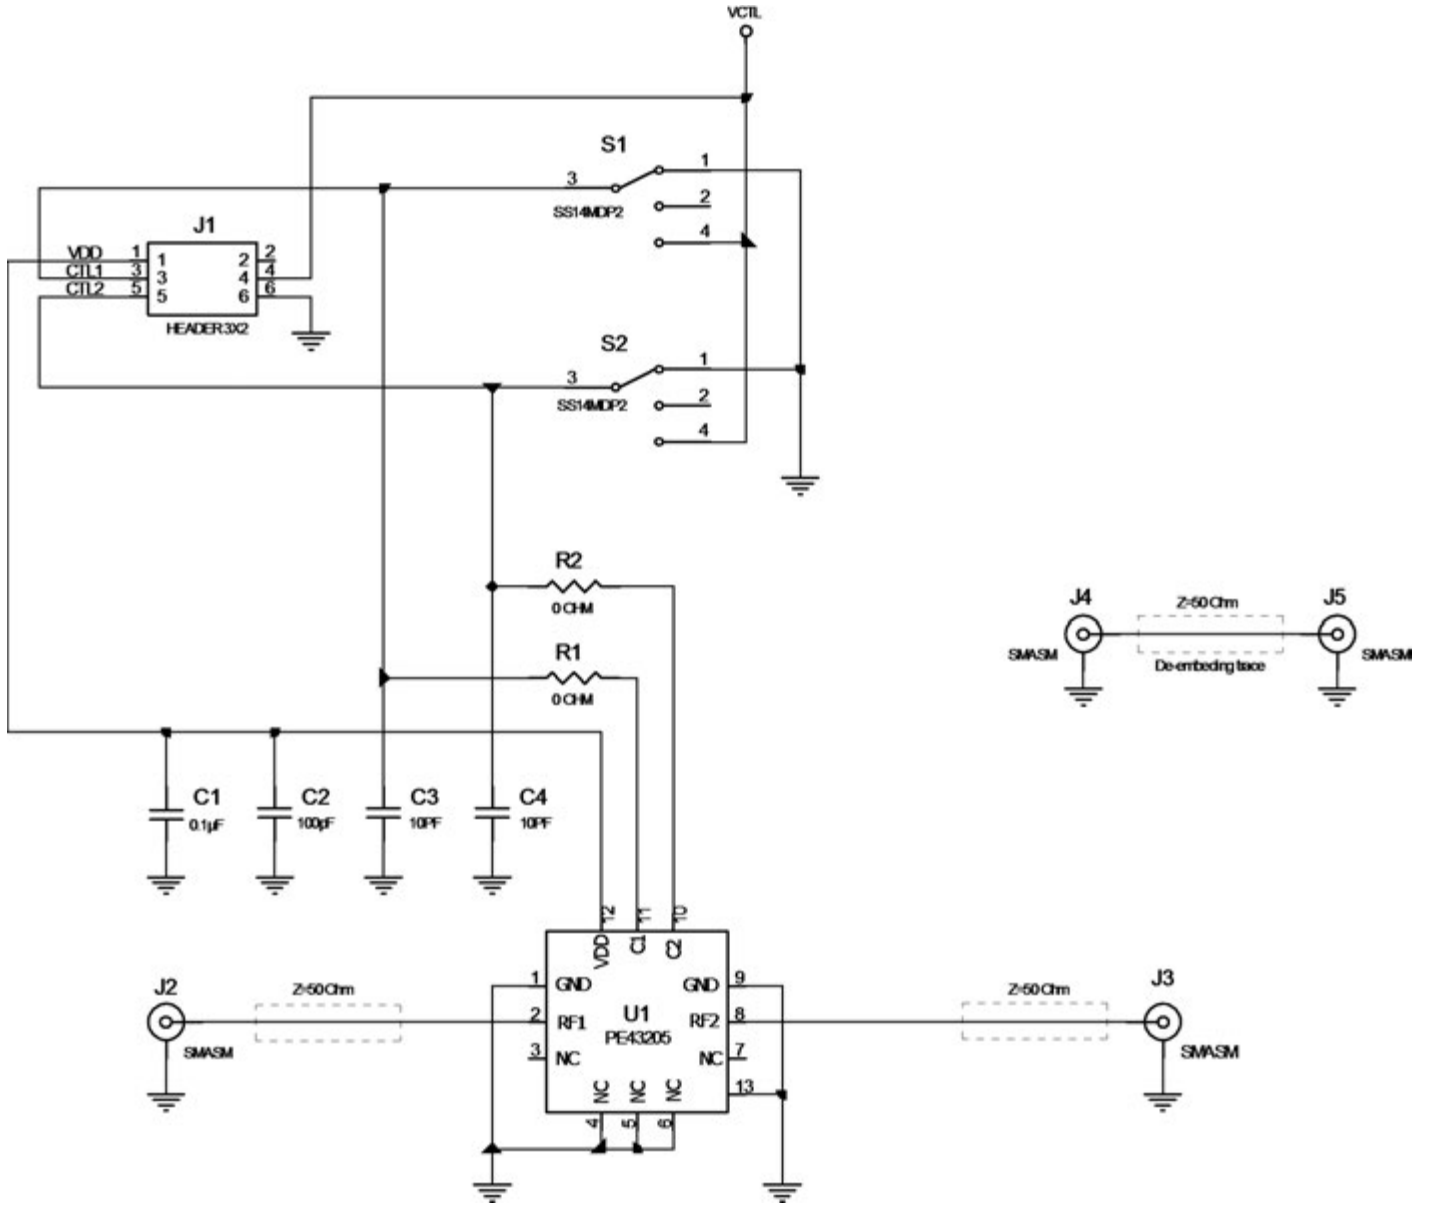 VCTL
S1
3
1
SS14MDP2
2
4
J1
VDD 1 1 2 2
CTL1 3 3 4 4
CTL2 5 5 6 6
HEADER 3X2
S2
3
1
SS14MDP2
2
4
R2
0 OHM
R1
0 OHM
J4
Z=50 Ohm
J5
SMASM
SMASM
De-embeding trace
C1
0.1µF
C2
100pF
C3
10PF
C4
10PF
12
11
10
VDD
C1
C2
J2
Z=50 Ohm
SMASM
1 GND
2 RF1
3 NC
U1
PE43205
GND 9
RF2 8
NC 7
13
NC
NC
NC
4
5
6
Z=50 Ohm
J3
SMASM